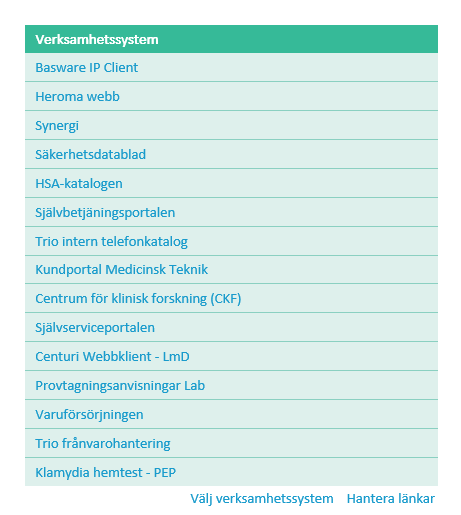 Verksamhetssystem
Basware IP Client
Heroma webb
Synergi
Säkerhetsdatablad
HSA-katalogen
Självbetjäningsportalen
Trio intern telefonkatalog
Kundportal Medicinsk Teknik
Centrum för klinisk forskning (CKF)
Självserviceportalen
Centuri Webbklient - LmD
Provtagningsanvisningar Lab
Varuförsörjningen
Trio frånvarohantering
Klamydia hemtest - PEP
Välj verksamhetssystem Hantera länkar